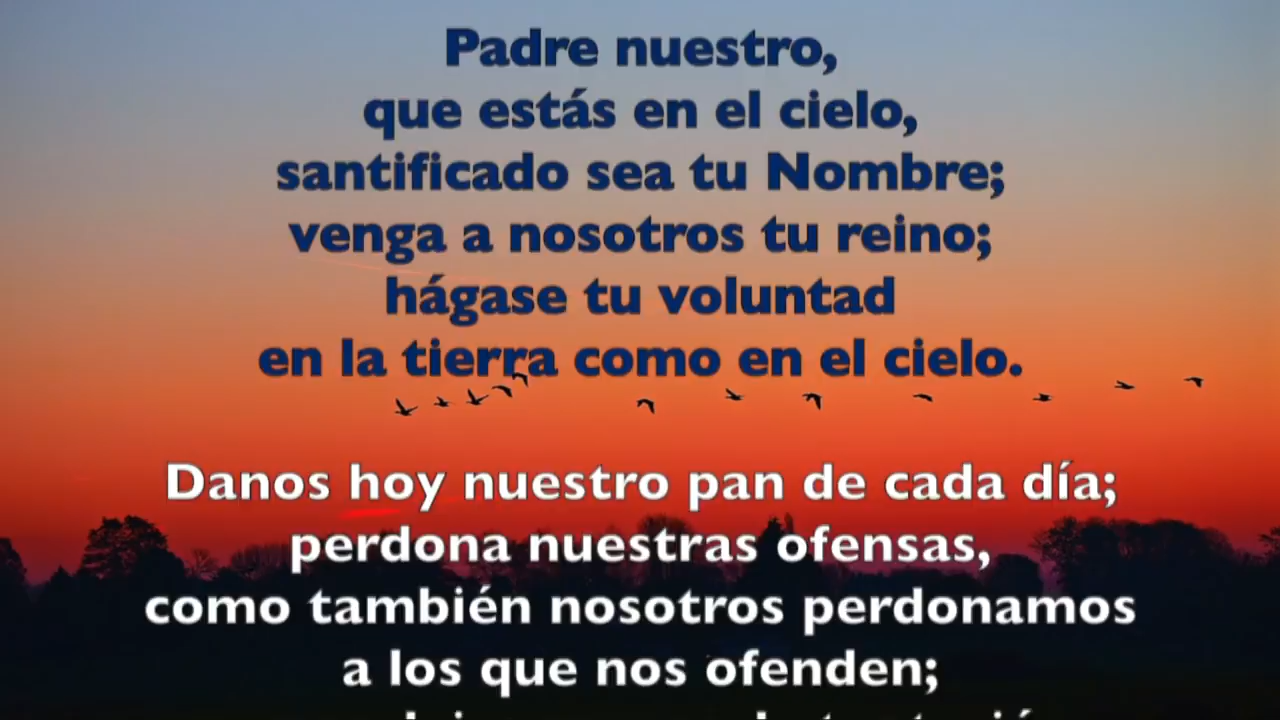 Padre nuestro,
que estás en el cielo,
santificado sea tu Nombre;
venga a nosotros tu reino;
hágase tu voluntad
en la tierra como en el cielo.
Danos hoy nuestro pan de cada día;
perdona nuestras ofensas,
como también nosotros perdonamos
a los que nos ofenden;